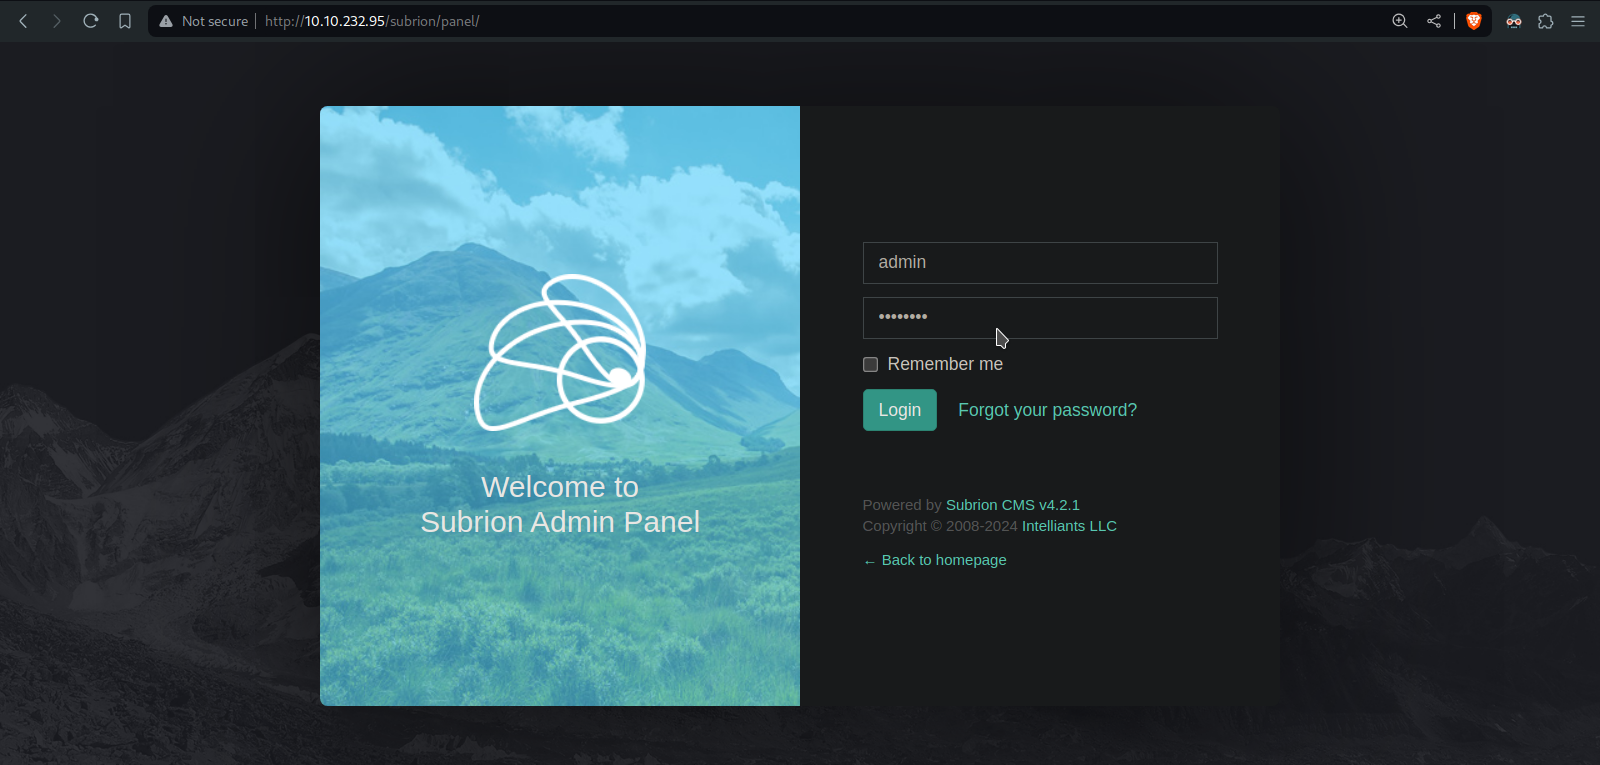 Not secure
http://10.10.232.95/subrion/panel/
Welcome to
Subrion Admin Panel
admin
••••••••
Remember me
Login
Forgot your password?
Powered by Subrion CMS v4.2.1
Copyright © 2008-2024 Intelliants LLC
← Back to homepage